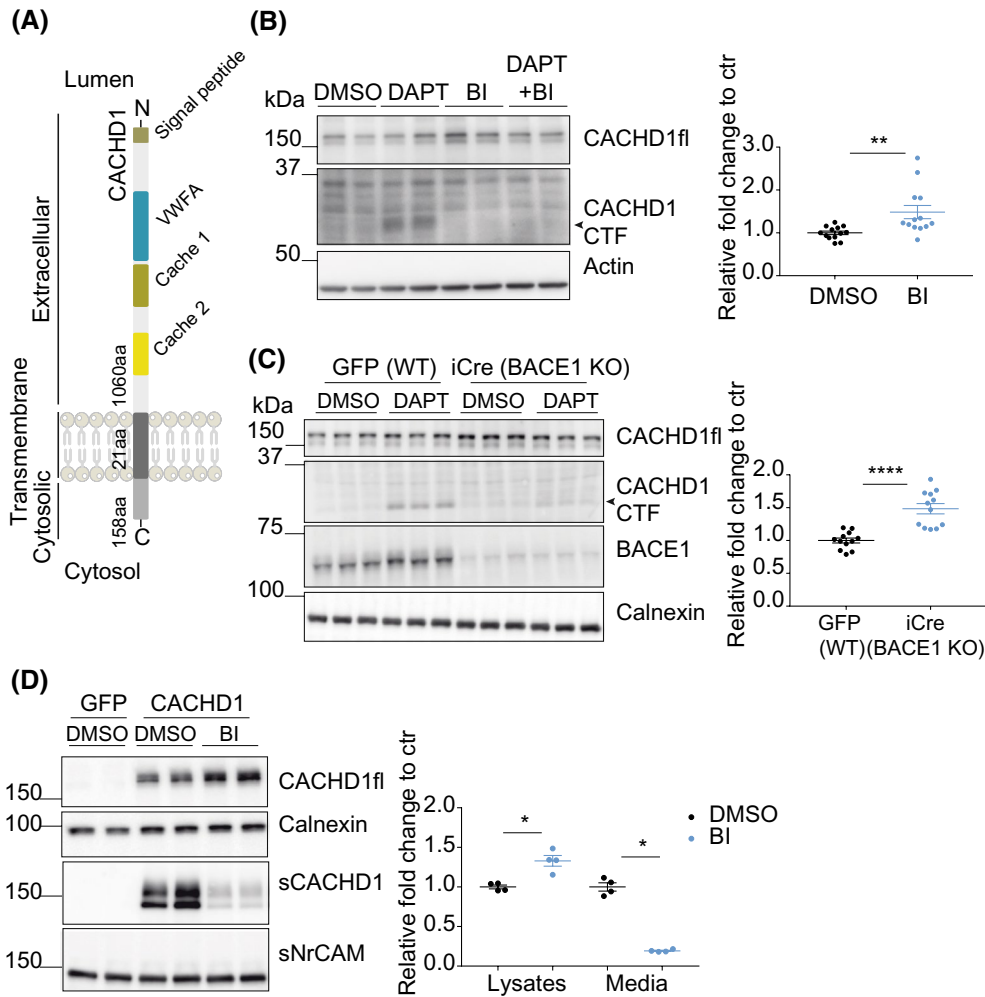 (A)
Lumen
N
CACHD1
Signal peptide
VWFA
Cache 1
Cache 2
Extracellular
Transmembrane
Cytosolic
1060aa
21aa
158aa
C
Cytosol
(B)
kDa
DMSO DAPT BI DAPT
+BI
150
CACHD1fl
37
CACHD1
CTF
50
Actin
Relative fold change to ctr
3.0
2.0
1.0
0.0
**
DMSO BI
(C)
GFP (WT) iCre (BACE1 KO)
kDa
DMSO DAPT DMSO DAPT
150
CACHD1fl
37
CACHD1
CTF
75
BACE1
100
Calnexin
Relative fold change to ctr
2.0
1.5
1.0
0.5
0.0
****
GFP iCre
(WT) (BACE1 KO)
(D)
GFP CACHD1
DMSO DMSO BI
150
CACHD1fl
100
Calnexin
150
sCACHD1
150
sNrCAM
Relative fold change to ctr
2.0
1.5
1.0
0.5
0.0
*
*
DMSO
BI
Lysates Media